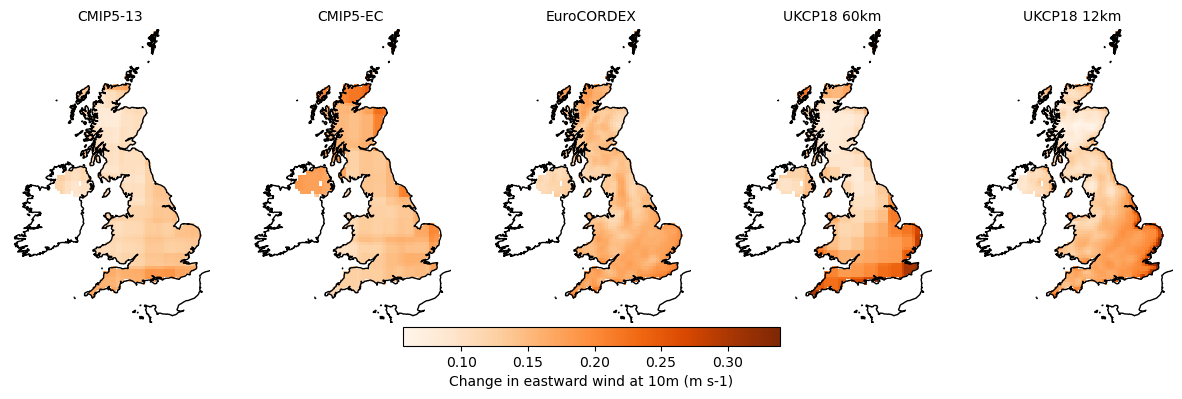 CMIP5-13 CMIP5-EC EuroCORDEX UKCP18 60km UKCP18 12km
0.10 0.15 0.20 0.25 0.30
Change in eastward wind at 10m (m s-1)